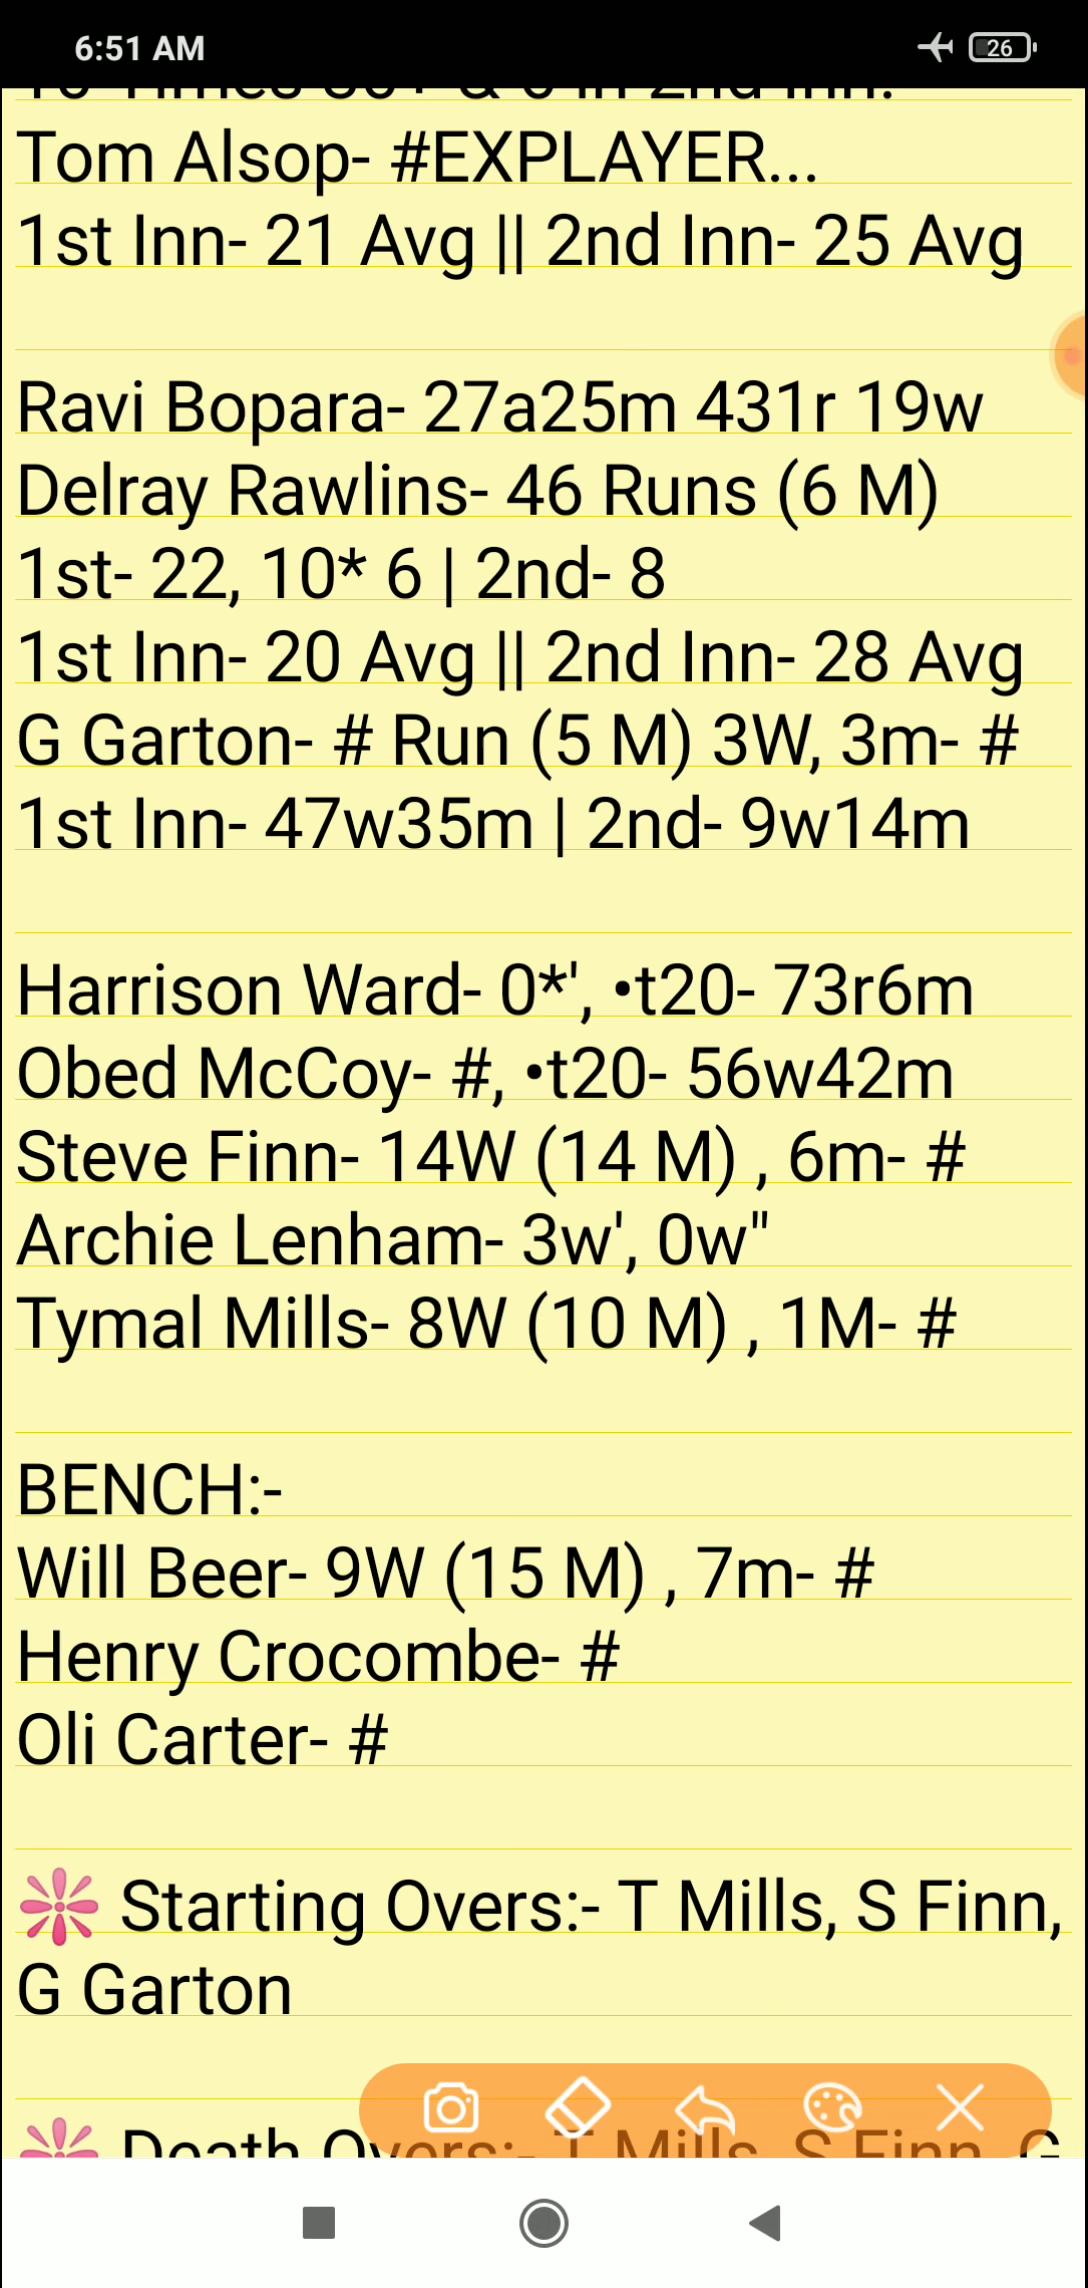 6:51 AM
26
Tom Alsop- #EXPLAYER...
1st Inn- 21 Avg || 2nd Inn- 25 Avg
Ravi Bopara- 27a25m 431r 19w
Delray Rawlins- 46 Runs (6 M)
1st- 22, 10* 6 | 2nd- 8
1st Inn- 20 Avg || 2nd Inn- 28 Avg
G Garton- # Run (5 M) 3W, 3m- #
1st Inn- 47w35m | 2nd- 9w14m
Harrison Ward- 0*', •t20- 73r6m
Obed McCoy- #, •t20- 56w42m
Steve Finn- 14W (14 M) , 6m- #
Archie Lenham- 3w', 0w"
Tymal Mills- 8W (10 M) , 1M- #
BENCH:-
Will Beer- 9W (15 M) , 7m- #
Henry Crocombe- #
Oli Carter- #
Starting Overs:- T Mills, S Finn,
G Garton
Death Overs:- T Mills, S Finn, G